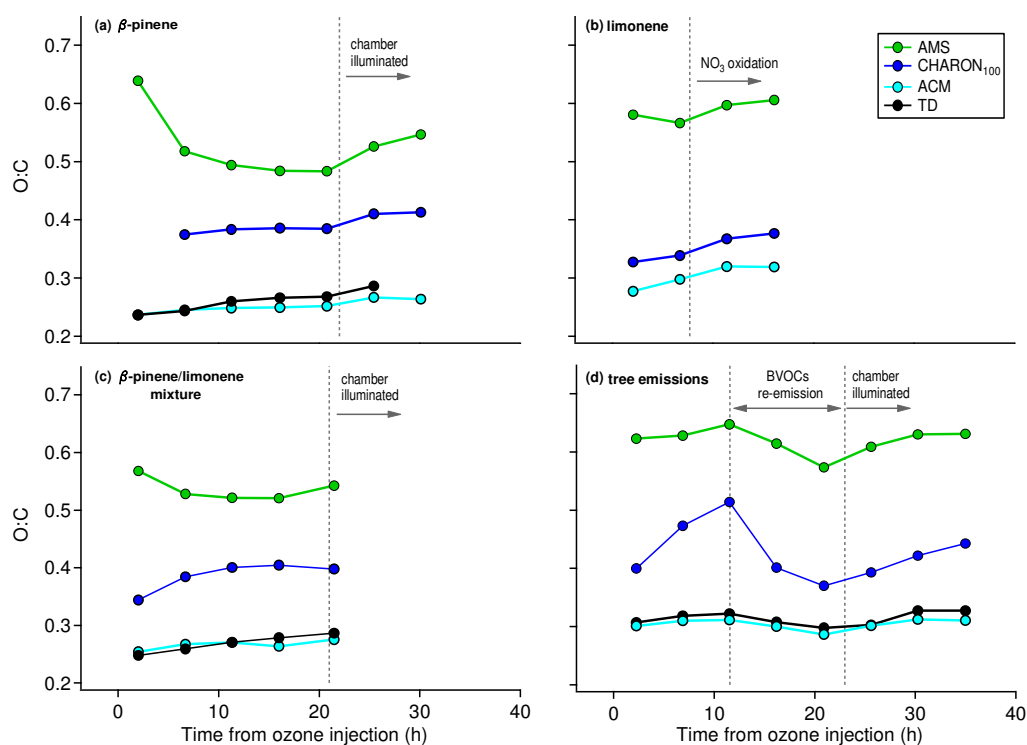 (a) β-pinene
chamber
illuminated
0.7
0.6
0.5
0.4
0.3
0.2
O:C
(b) limonene
NO3 oxidation
AMS
CHARON100
ACM
TD
(c) β-pinene/limonene
mixture
chamber
illuminated
0.7
0.6
0.5
0.4
0.3
0.2
O:C
0
10
20
30
40
Time from ozone injection (h)
(d) tree emissions
BVOCs
re-emission
chamber
illuminated
0
10
20
30
40
Time from ozone injection (h)